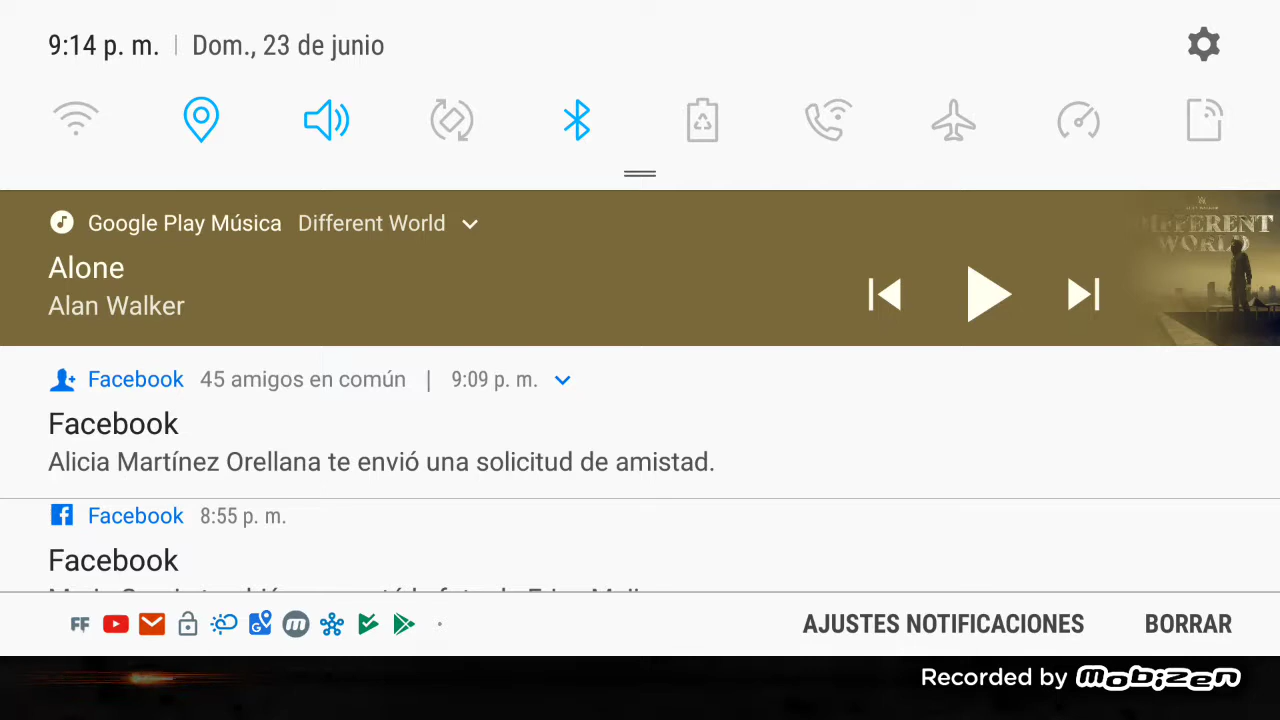 9:14 p. m. | Dom., 23 de junio
Google Play Música Different World
Alone
Alan Walker
DIFFERENT
WORLD
Facebook 45 amigos en común | 9:09 p. m.
Facebook
Alicia Martínez Orellana te envió una solicitud de amistad.
Facebook 8:55 p. m.
Facebook
FF
AJUSTES NOTIFICACIONES BORRAR
Recorded by mobizen